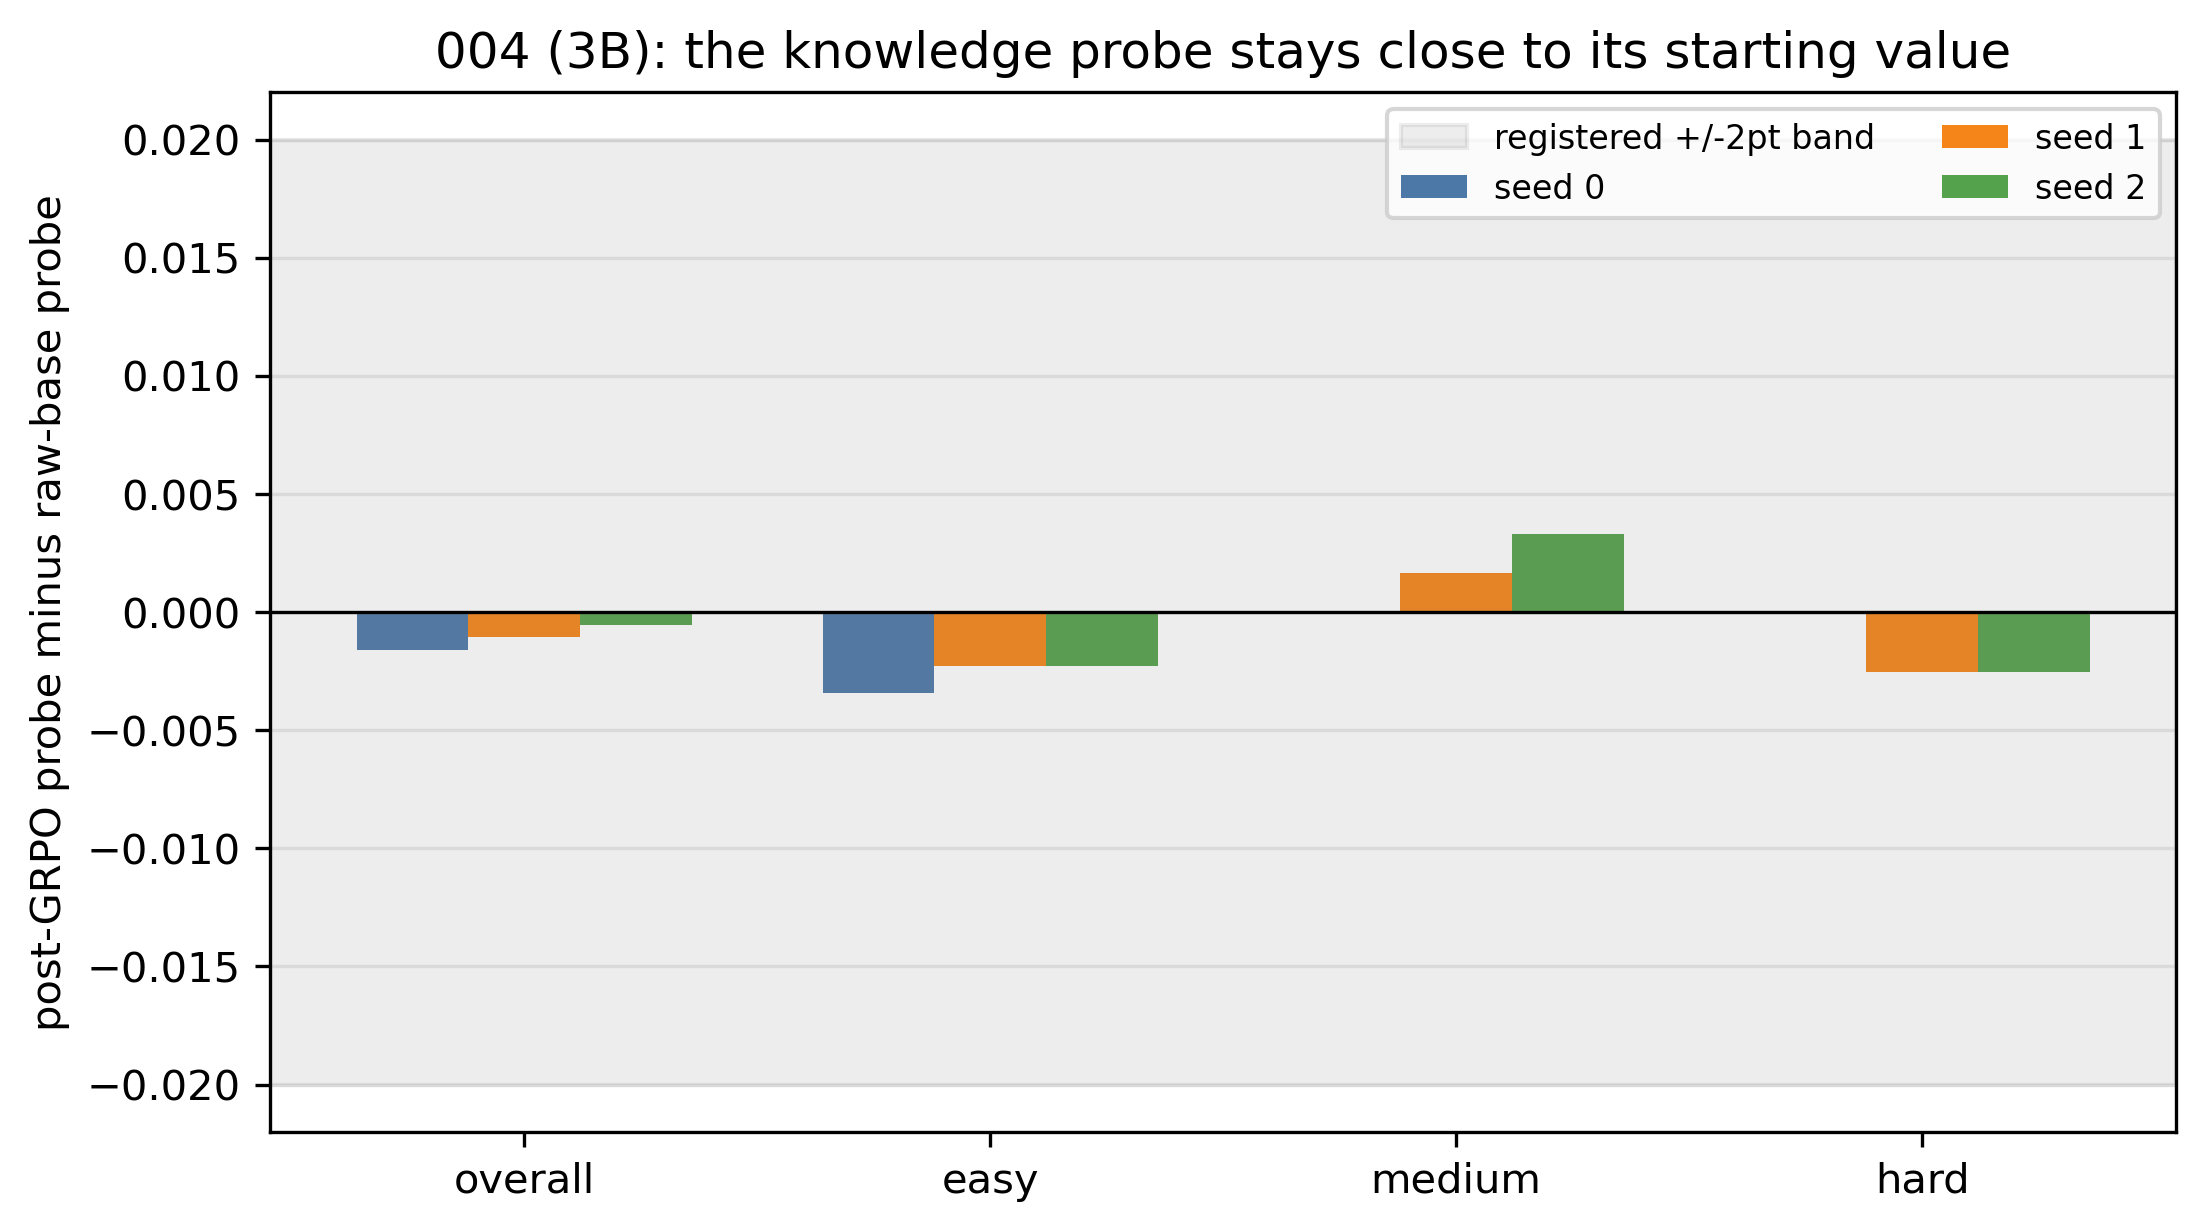 004 (3B): the knowledge probe stays close to its starting value
registered +/-2pt band
seed 0
seed 1
seed 2
post-GRPO probe minus raw-base probe
0.020
0.015
0.010
0.005
0.000
−0.005
−0.010
−0.015
−0.020
overall
easy
medium
hard